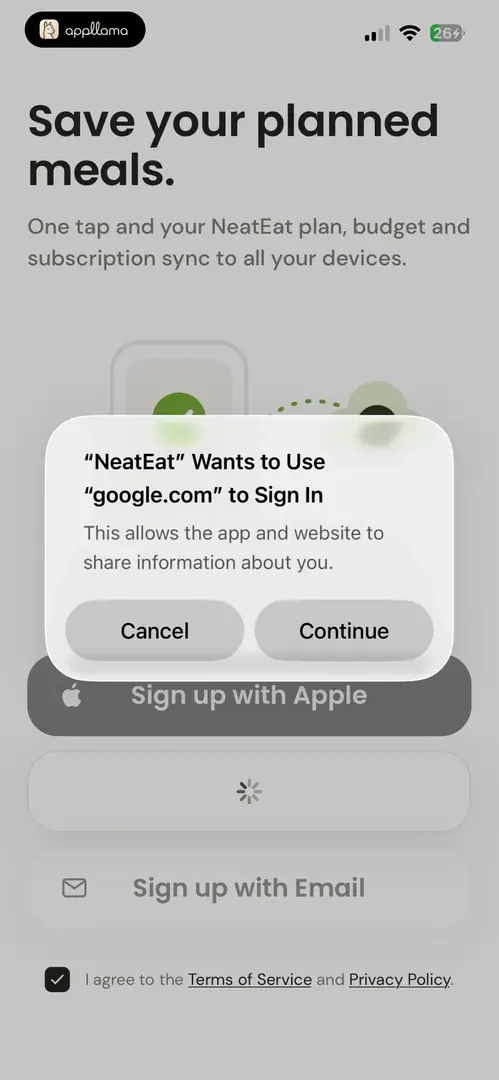 appllama
26
Save your planned
meals.
One tap and your NeatEat plan, budget and
subscription sync to all your devices.
“NeatEat” Wants to Use
“google.com” to Sign In
This allows the app and website to
share information about you.
Cancel
Continue
Sign up with Apple
Sign up with Email
I agree to the Terms of Service and Privacy Policy.